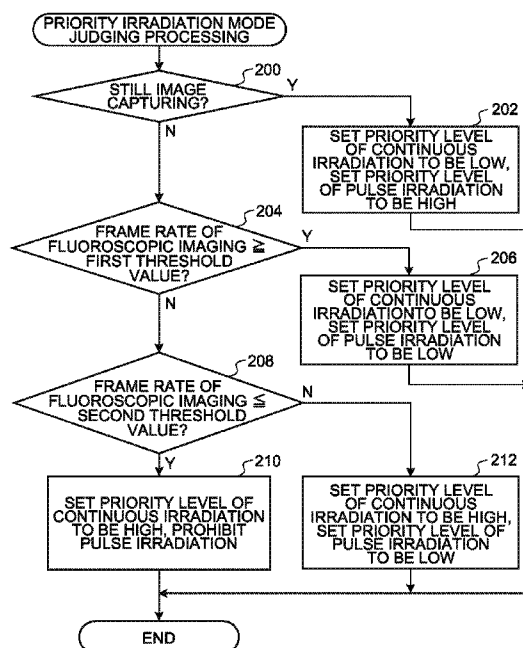 PRIORITY IRRADIATION MODE
JUDGING PROCESSING
200
STILL IMAGE
CAPTURING?
Y
N
202
SET PRIORITY LEVEL
OF CONTINUOUS
IRRADIATION TO BE LOW,
SET PRIORITY LEVEL
OF PULSE IRRADIATION
TO BE HIGH
204
FRAME RATE OF
FLUOROSCOPIC IMAGING ≧
FIRST THRESHOLD
VALUE?
Y
N
206
SET PRIORITY LEVEL
OF CONTINUOUS
IRRADIATIONTO BE LOW,
SET PRIORITY LEVEL
OF PULSE IRRADIATION
TO BE LOW
208
FRAME RATE OF
FLUOROSCOPIC IMAGING ≦
SECOND THRESHOLD
VALUE?
N
Y
210
SET PRIORITY LEVEL OF
CONTINUOUS IRRADIATION
TO BE HIGH, PROHIBIT
PULSE IRRADIATION
212
SET PRIORITY LEVEL
OF CONTINUOUS
IRRADIATION TO BE HIGH,
SET PRIORITY LEVEL OF
PULSE IRRADIATION
TO BE LOW
END